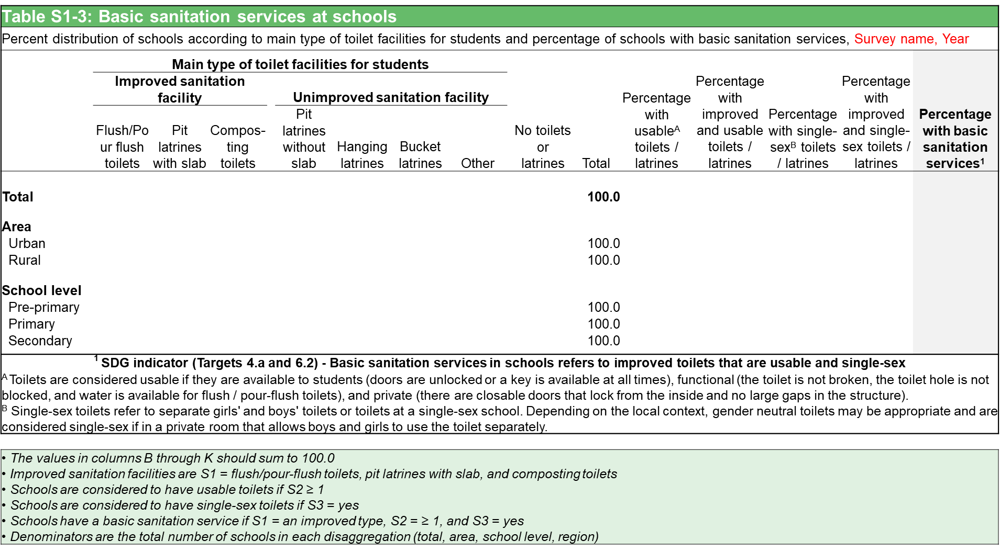 Table S1-3: Basic sanitation services at schools
Percent distribution of schools according to main type of toilet facilities for students and percentage of schools with basic sanitation services, Survey name, Year
Main type of toilet facilities for students
Improved sanitation
facility
Unimproved sanitation facility
Flush/Po
ur flush
toilets
Pit
latrines
with slab
Compos-
ting
toilets
Pit
latrines
without
slab
Hanging
latrines
Bucket
latrines
Other
No toilets
or
latrines
Total
Percentage
with
usableA
toilets /
latrines
Percentage
with
improved
and usable
toilets /
latrines
Percentage
with single-
sexB toilets
/ latrines
Percentage
with
improved
and single-
sex toilets /
latrines
Percentage
with basic
sanitation
services1
Total 100.0
Area
Urban 100.0
Rural 100.0
School level
Pre-primary 100.0
Primary 100.0
Secondary 100.0
1 SDG indicator (Targets 4.a and 6.2) - Basic sanitation services in schools refers to improved toilets that are usable and single-sex
A Toilets are considered usable if they are available to students (doors are unlocked or a key is available at all times), functional (the toilet is not broken, the toilet hole is not
blocked, and water is available for flush / pour-flush toilets), and private (there are closable doors that lock from the inside and no large gaps in the structure).
B Single-sex toilets refer to separate girls' and boys' toilets or toilets at a single-sex school. Depending on the local context, gender neutral toilets may be appropriate and are
considered single-sex if in a private room that allows boys and girls to use the toilet separately.
• The values in columns B through K should sum to 100.0
• Improved sanitation facilities are S1 = flush/pour-flush toilets, pit latrines with slab, and composting toilets
• Schools are considered to have usable toilets if S2 ≥ 1
• Schools are considered to have single-sex toilets if S3 = yes
• Schools have a basic sanitation service if S1 = an improved type, S2 = ≥ 1, and S3 = yes
• Denominators are the total number of schools in each disaggregation (total, area, school level, region)